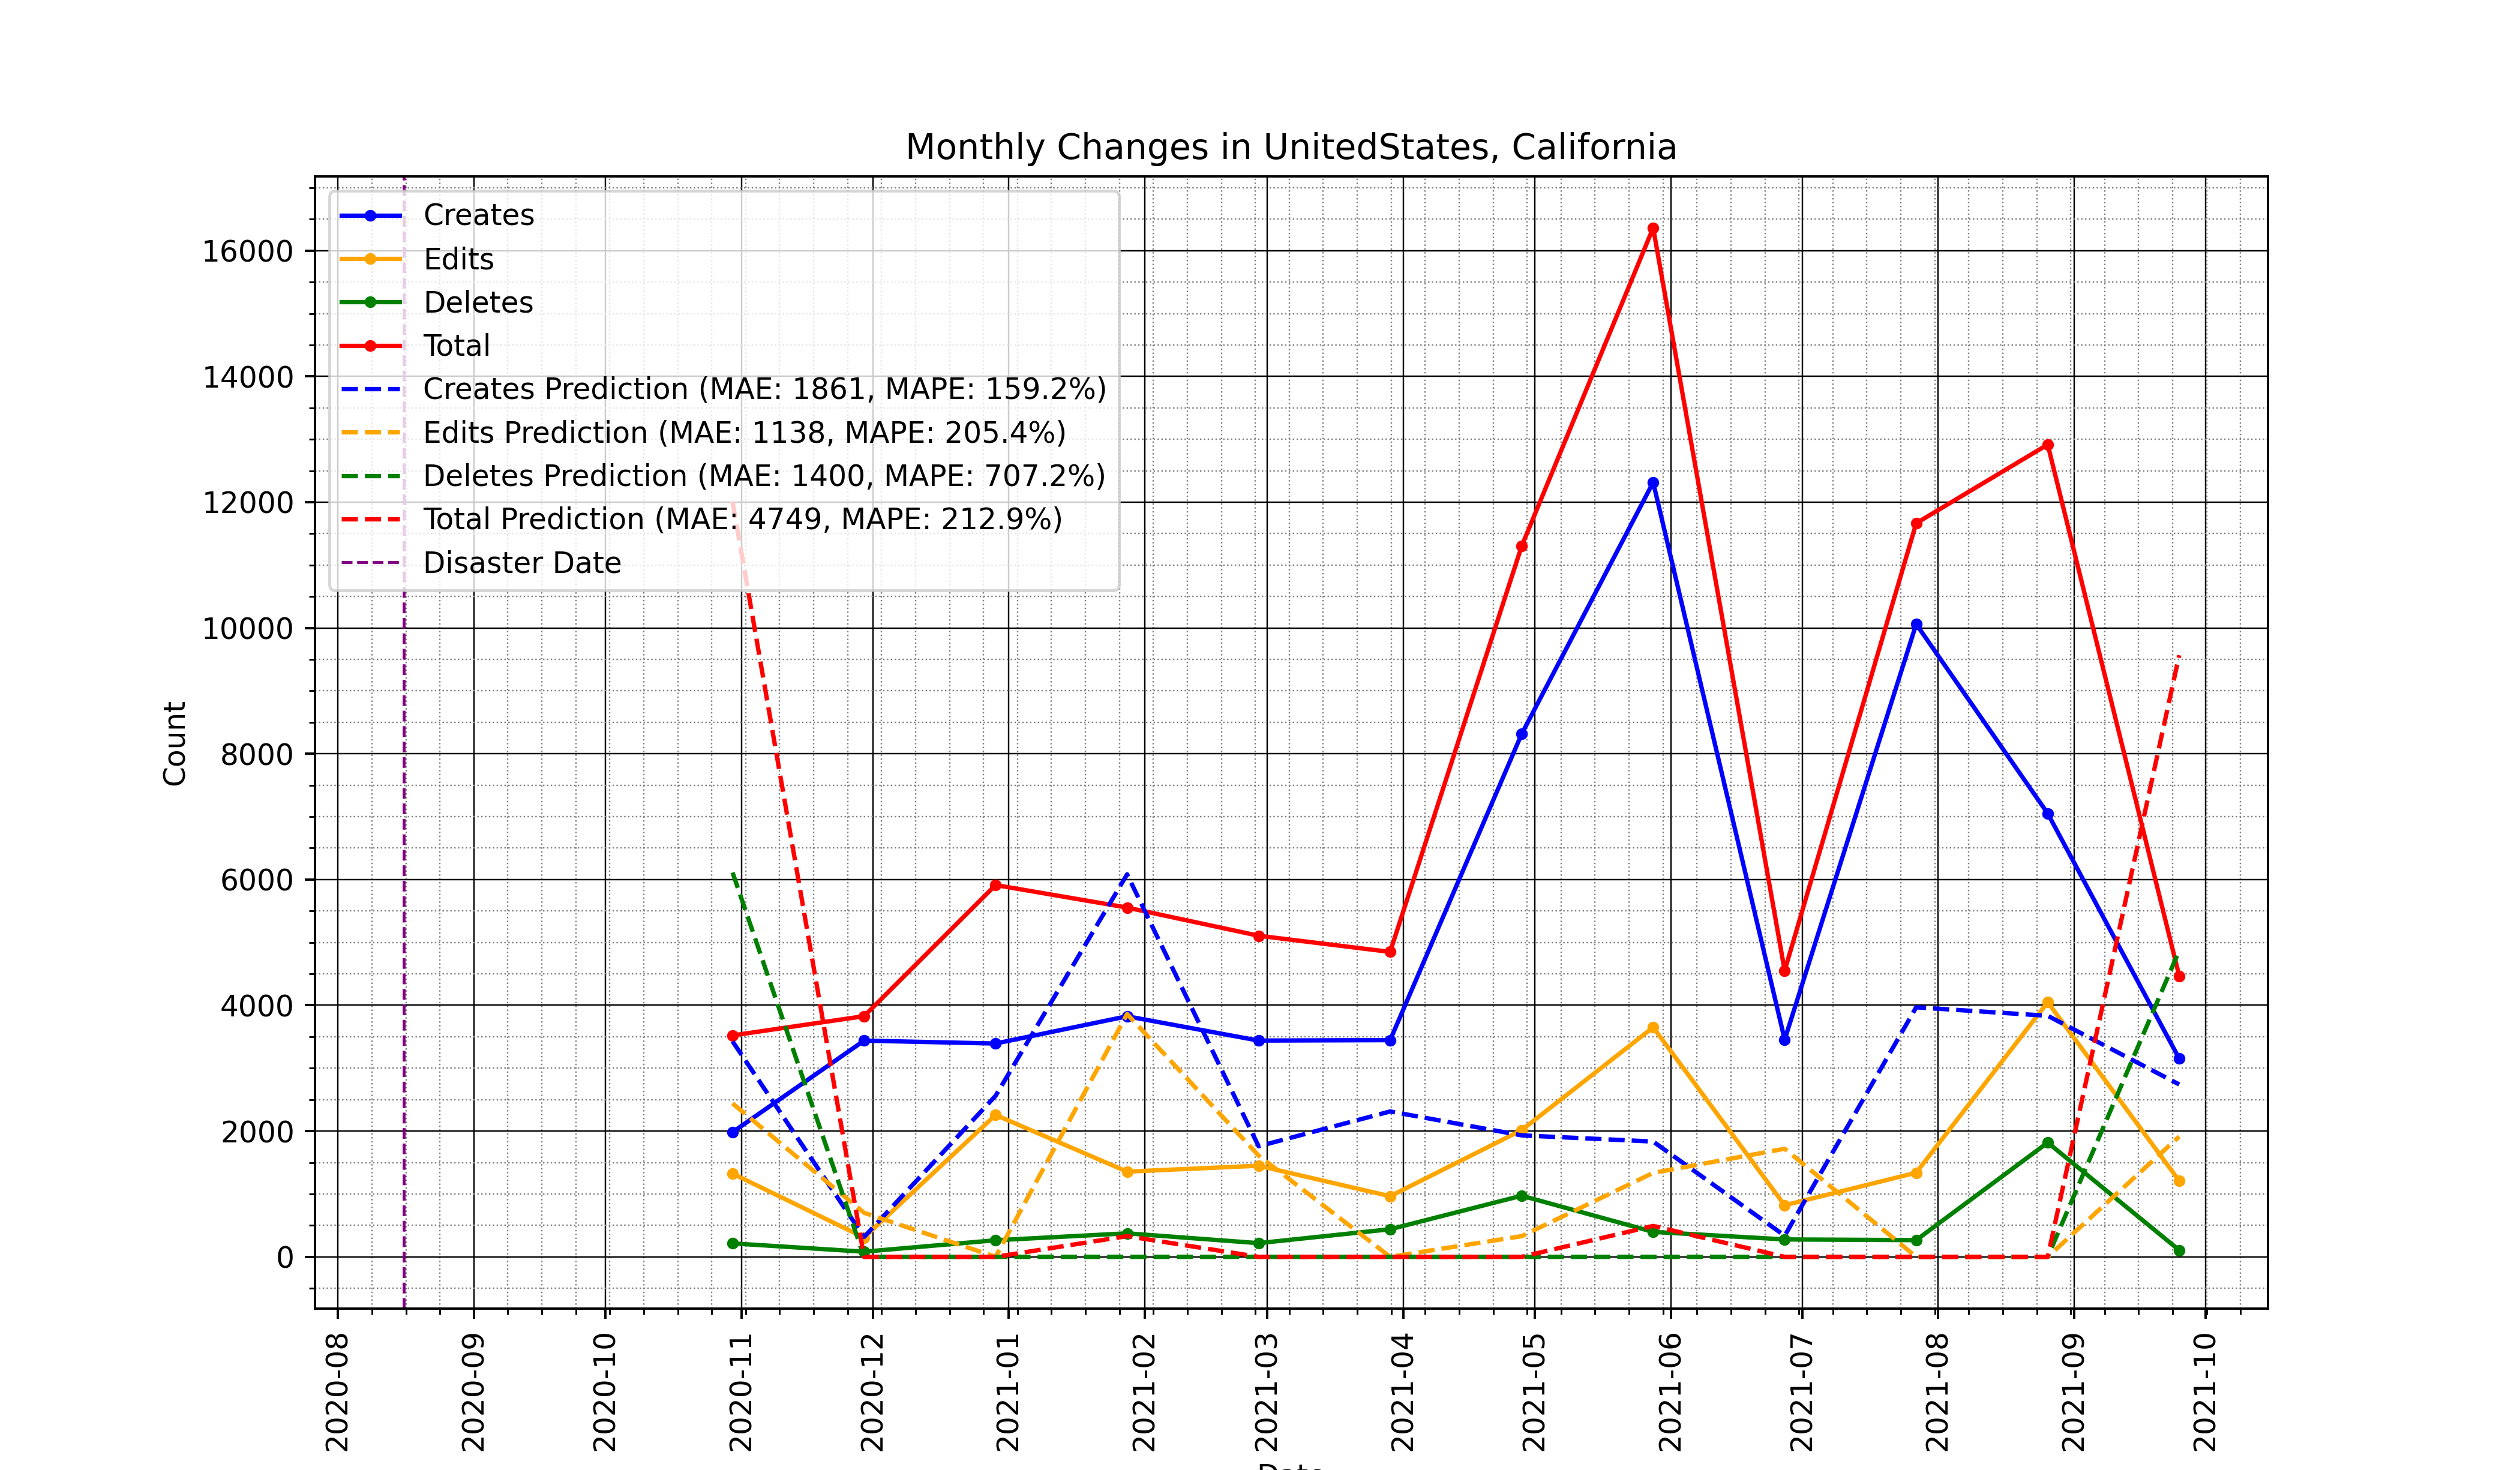 Monthly Changes in UnitedStates, California
Creates
Edits
Deletes
Total
Creates Prediction (MAE: 1861, MAPE: 159.2%)
Edits Prediction (MAE: 1138, MAPE: 205.4%)
Deletes Prediction (MAE: 1400, MAPE: 707.2%)
Total Prediction (MAE: 4749, MAPE: 212.9%)
Disaster Date
Count
16000
14000
12000
10000
8000
6000
4000
2000
0
2020-08
2020-09
2020-10
2020-11
2020-12
2021-01
2021-02
2021-03
2021-04
2021-05
2021-06
2021-07
2021-08
2021-09
2021-10
Date